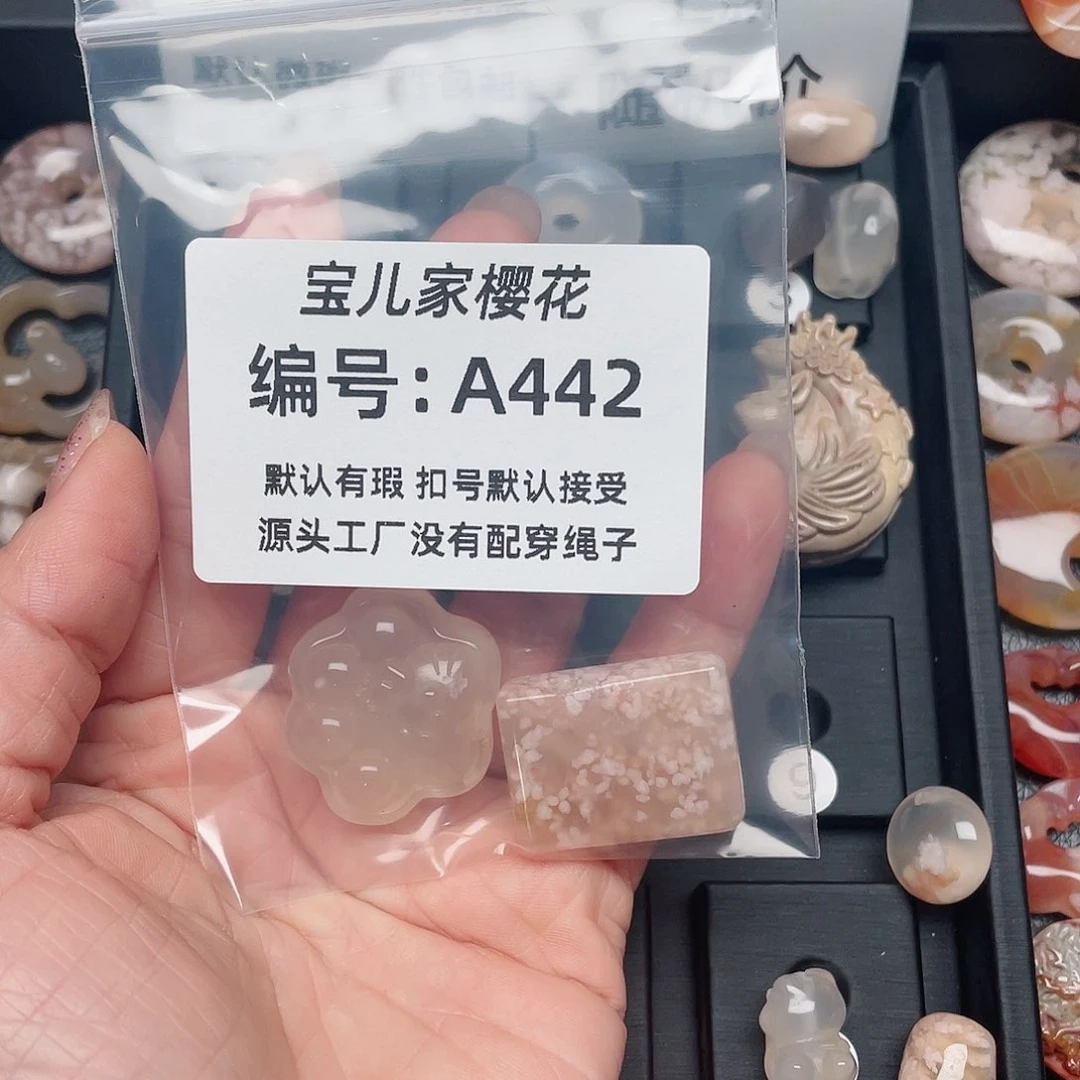 宝儿家樱花
编号：A442
默认有瑕 扣号默认接受
源头工厂没有配穿绳子
9